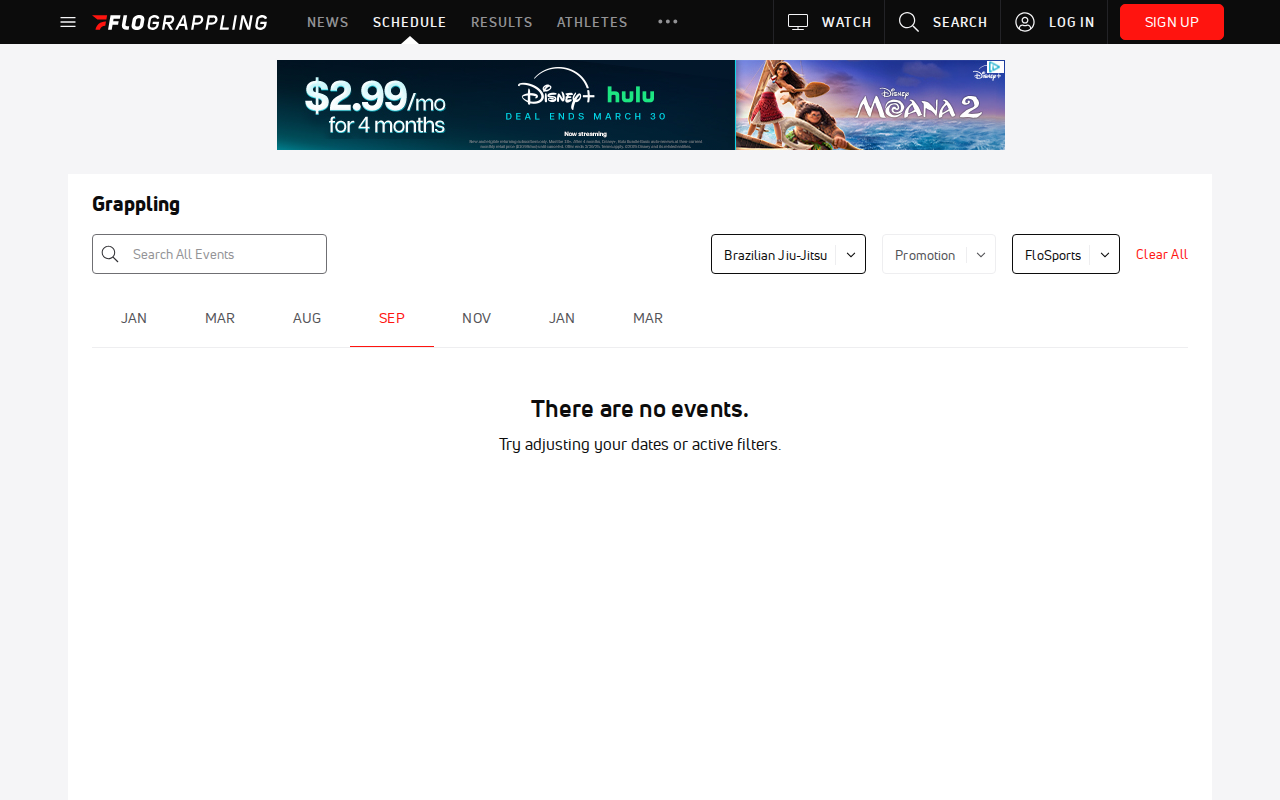 FLOGRAPPLING NEWS SCHEDULE RESULTS ATHLETES ••• WATCH SEARCH LOG IN SIGN UP
$2.99/mo
for 4 months
Disney+ hulu
DEAL ENDS MARCH 30
Now streaming
Disney
MOANA 2
Disney+
Grappling
Search All Events
Brazilian Jiu-Jitsu
Promotion
FloSports
Clear All
JAN MAR AUG SEP NOV JAN MAR
There are no events.
Try adjusting your dates or active filters.